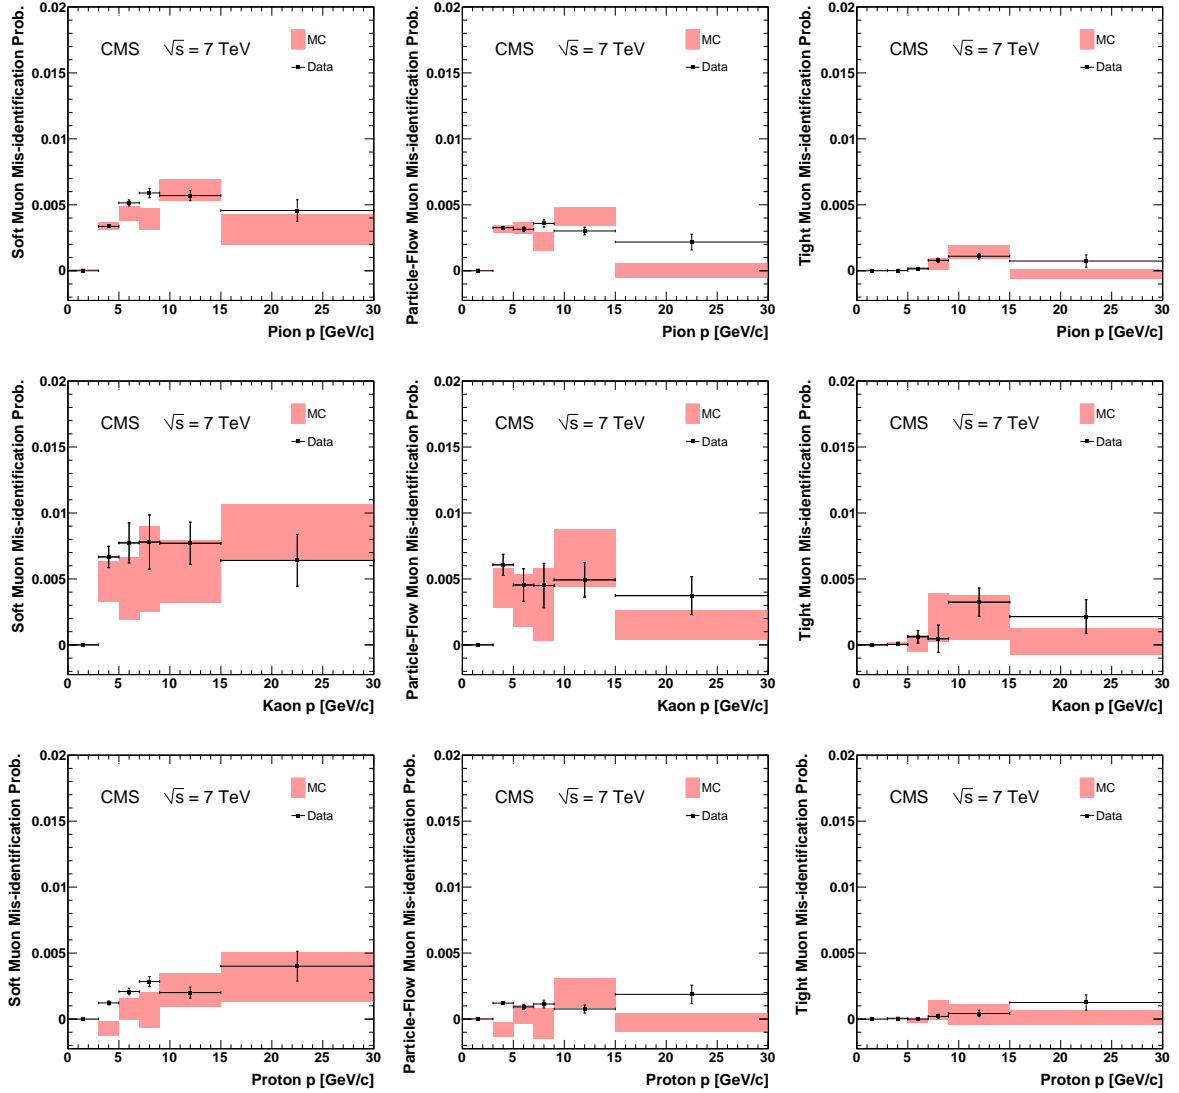 Soft Muon Mis-identification Prob.
0.02
0.015
0.01
0.005
0
CMS √s = 7 TeV
MC
Data
0 5 10 15 20 25 30
Pion p [GeV/c]
Particle-Flow Muon Mis-identification Prob.
0.02
0.015
0.01
0.005
0
CMS √s = 7 TeV
MC
Data
0 5 10 15 20 25 30
Pion p [GeV/c]
Tight Muon Mis-identification Prob.
0.02
0.015
0.01
0.005
0
CMS √s = 7 TeV
MC
Data
0 5 10 15 20 25 30
Pion p [GeV/c]
Soft Muon Mis-identification Prob.
0.02
0.015
0.01
0.005
0
CMS √s = 7 TeV
MC
Data
0 5 10 15 20 25 30
Kaon p [GeV/c]
Particle-Flow Muon Mis-identification Prob.
0.02
0.015
0.01
0.005
0
CMS √s = 7 TeV
MC
Data
0 5 10 15 20 25 30
Kaon p [GeV/c]
Tight Muon Mis-identification Prob.
0.02
0.015
0.01
0.005
0
CMS √s = 7 TeV
MC
Data
0 5 10 15 20 25 30
Kaon p [GeV/c]
Soft Muon Mis-identification Prob.
0.02
0.015
0.01
0.005
0
CMS √s = 7 TeV
MC
Data
0 5 10 15 20 25 30
Proton p [GeV/c]
Particle-Flow Muon Mis-identification Prob.
0.02
0.015
0.01
0.005
0
CMS √s = 7 TeV
MC
Data
0 5 10 15 20 25 30
Proton p [GeV/c]
Tight Muon Mis-identification Prob.
0.02
0.015
0.01
0.005
0
CMS √s = 7 TeV
MC
Data
0 5 10 15 20 25 30
Proton p [GeV/c]